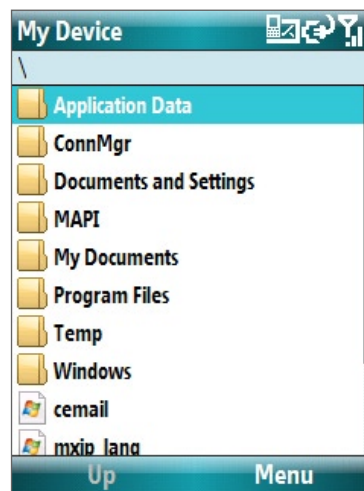 My Device
\
Application Data
ConnMgr
Documents and Settings
MAPI
My Documents
Program Files
Temp
Windows
cemail
mxip_lang
Up Menu